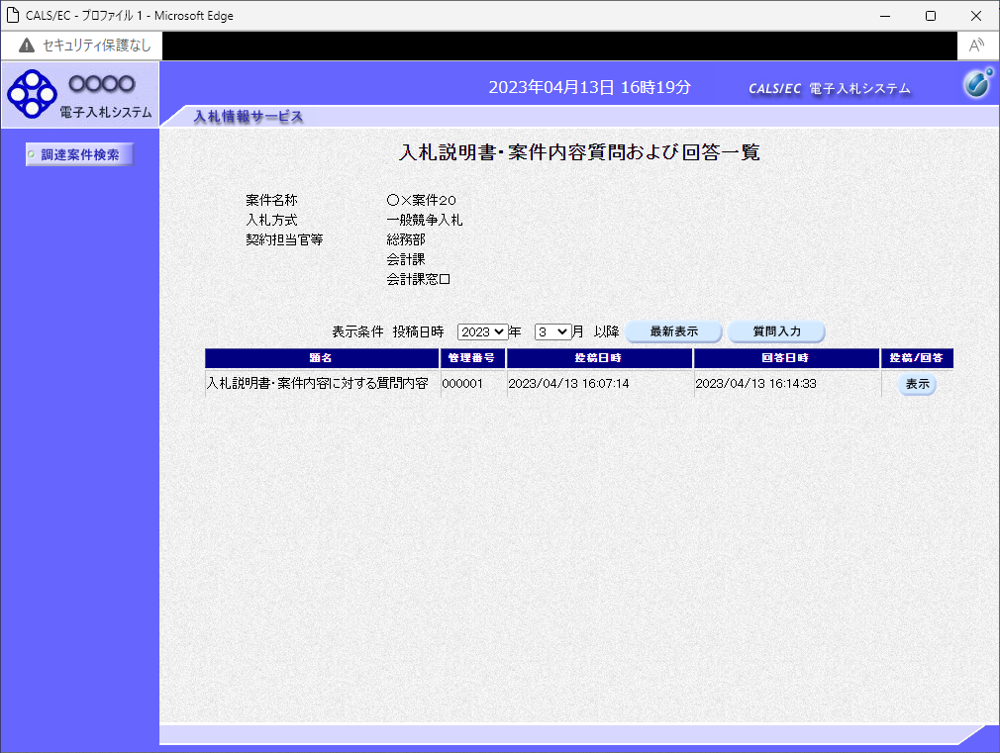 CALS/EC - プロファイル 1 - Microsoft Edge
セキュリティ保護なし
〇〇〇〇
電子入札システム
2023年04月13日 16時19分
CALS/EC 電子入札システム
入札情報サービス
調達案件検索
入札説明書・案件内容質問および回答一覧
案件名称 〇×案件20
入札方式 一般競争入札
契約担当官等 総務部
会計課
会計課窓口
表示条件 投稿日時 2023年 3月 以降 最新表示 質問入力
題名 管理番号 投稿日時 回答日時 投稿/回答
入札説明書・案件内容に対する質問内容 000001 2023/04/13 16:07:14 2023/04/13 16:14:33 表示